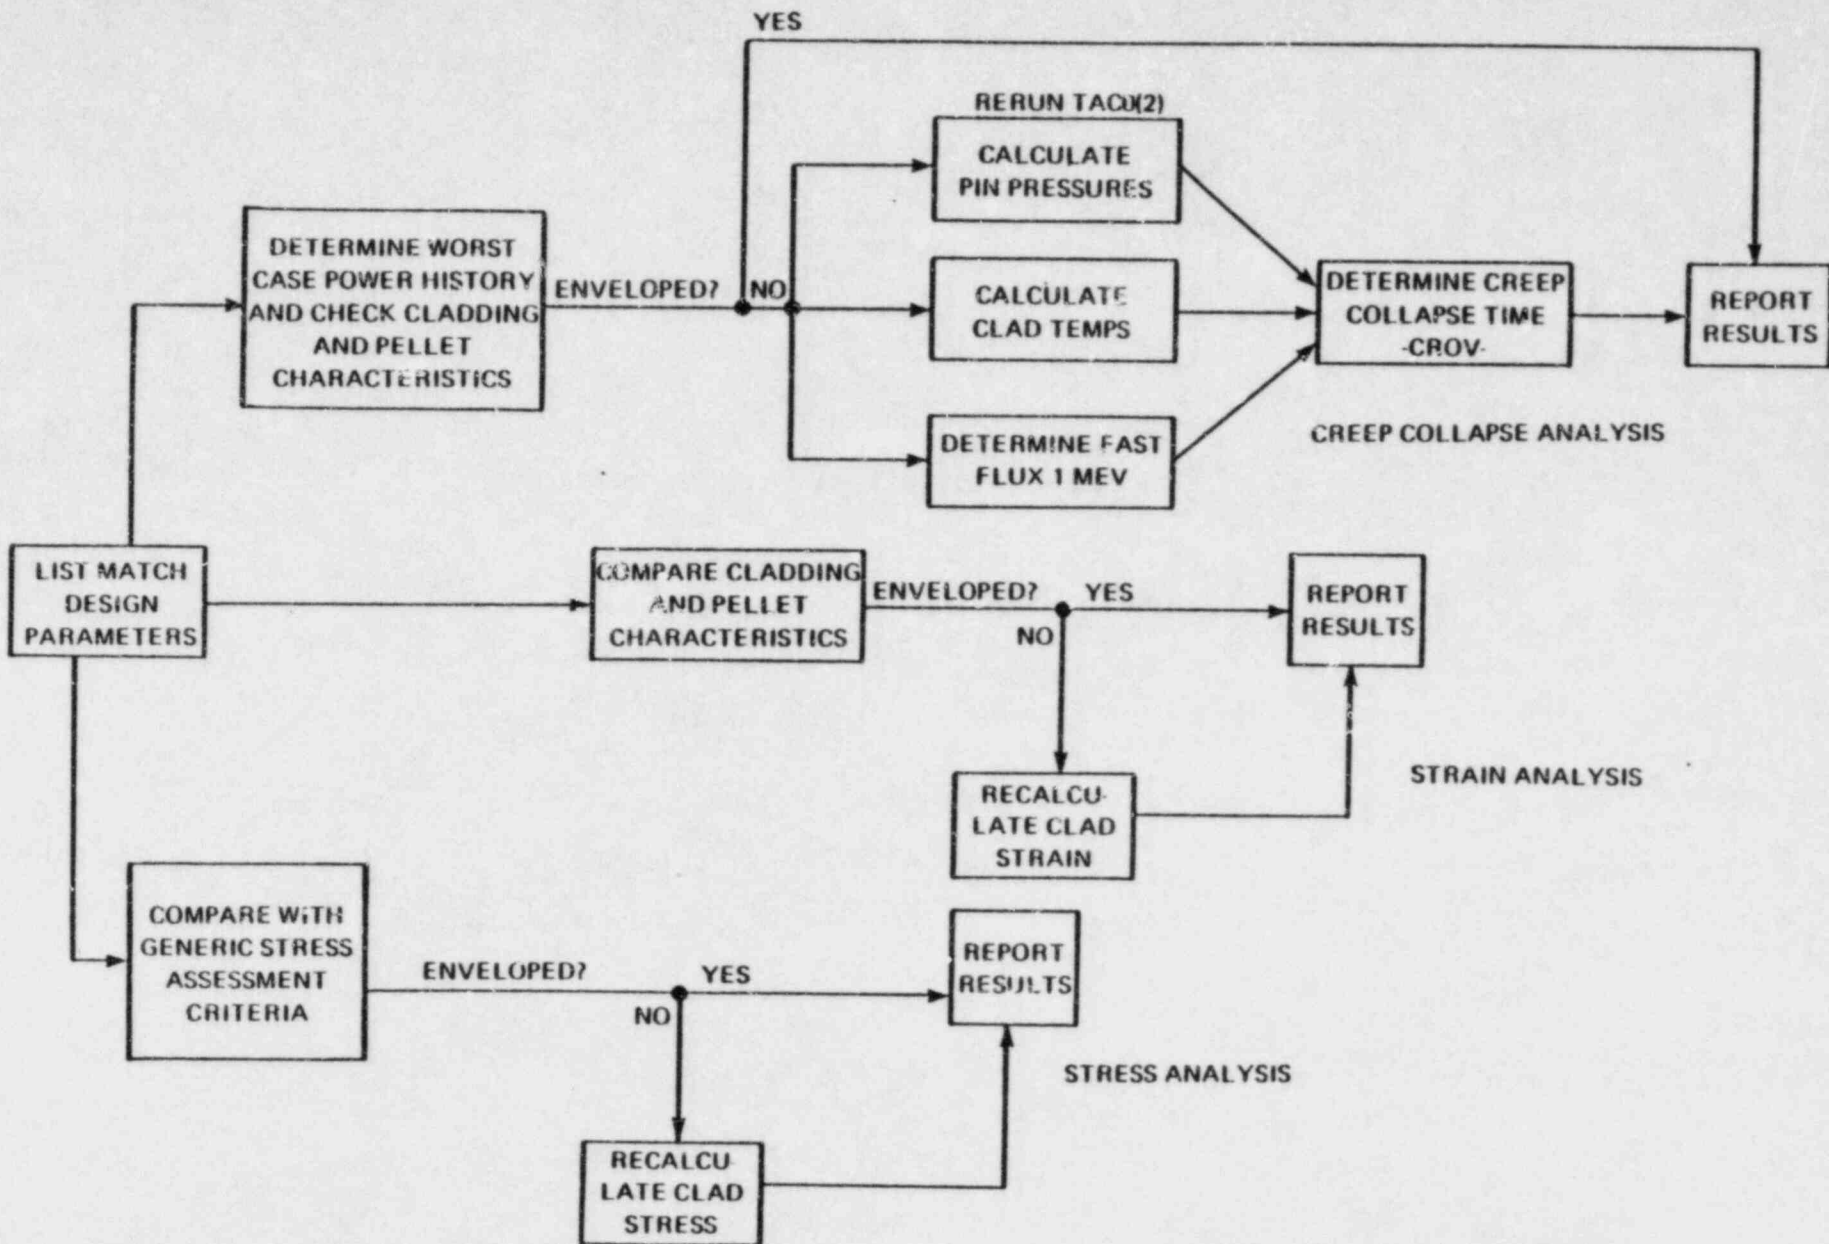 YES
RERUN TACO(2)
CALCULATE
PIN PRESSURES
DETERMINE WORST
CASE POWER HISTORY
AND CHECK CLADDING
AND PELLET
CHARACTERISTICS
ENVELOPED?
NO
CALCULATE
CLAD TEMPS
DETERMINE CREEP
COLLAPSE TIME
-CROV-
REPORT
RESULTS
DETERMINE FAST
FLUX 1 MEV
CREEP COLLAPSE ANALYSIS
LIST MATCH
DESIGN
PARAMETERS
COMPARE CLADDING
AND PELLET
CHARACTERISTICS
ENVELOPED?
YES
NO
REPORT
RESULTS
RECALCU-
LATE CLAD
STRAIN
STRAIN ANALYSIS
COMPARE WITH
GENERIC STRESS
ASSESSMENT
CRITERIA
ENVELOPED?
YES
NO
REPORT
RESULTS
STRESS ANALYSIS
RECALCU-
LATE CLAD
STRESS